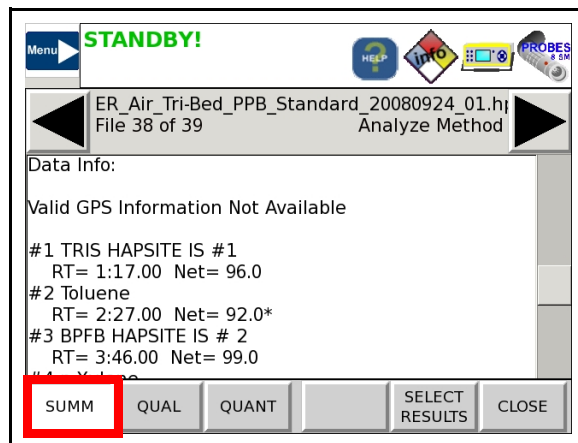 Menu
STANDBY!
HELP
info
PROBES
& SM
ER_Air_Tri-Bed_PPB_Standard_20080924_01.h
File 38 of 39
Analyze Method
Data Info:
Valid GPS Information Not Available
#1 TRIS HAPSITE IS #1
RT= 1:17.00 Net= 96.0
#2 Toluene
RT= 2:27.00 Net= 92.0*
#3 BPFB HAPSITE IS # 2
RT= 3:46.00 Net= 99.0
SUMM
QUAL
QUANT
SELECT
RESULTS
CLOSE